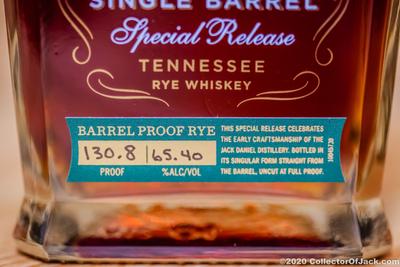 SINGLE BARREL
Special Release
TENNESSEE
RYE WHISKEY
BARREL PROOF RYE
130.8 65.40
PROOF %ALC/VOL
THIS SPECIAL RELEASE CELEBRATES
THE EARLY CRAFTSMANSHIP OF THE
JACK DANIEL DISTILLERY. BOTTLED IN
ITS SINGULAR FORM STRAIGHT FROM
THE BARREL, UNCUT AT FULL PROOF.
©2020 CollectorOfJack.com